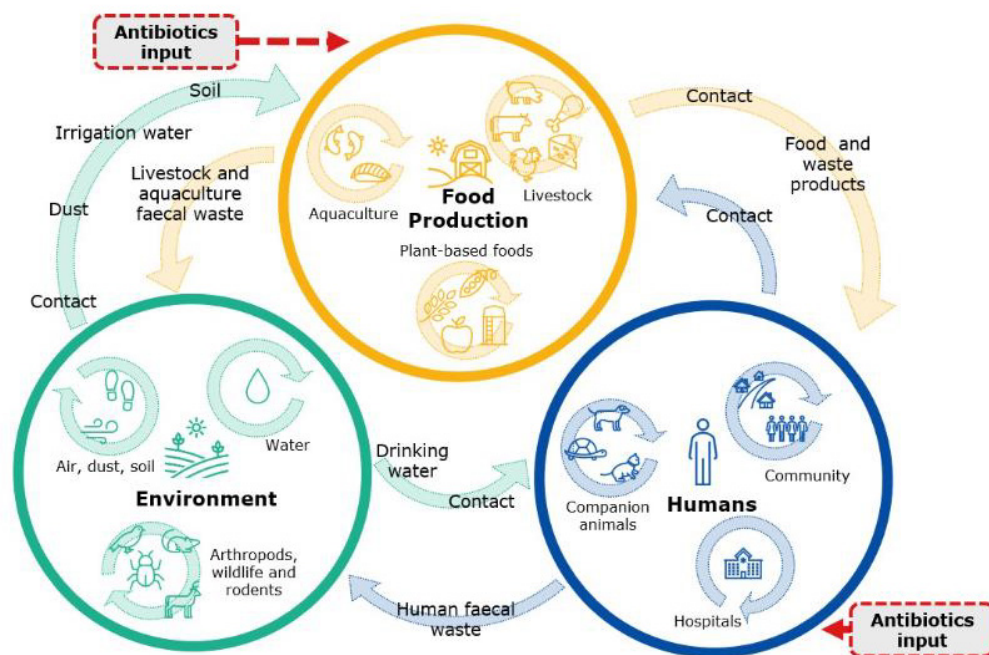 Antibiotics
input
Soil
Irrigation water
Livestock and
aquaculture
faecal waste
Dust
Contact
Aquaculture
Food
Production
Livestock
Plant-based foods
Contact
Food and
waste
products
Contact
Air, dust, soil
Water
Environment
Arthropods,
wildlife and
rodents
Drinking
water
Contact
Human faecal
waste
Companion
animals
Humans
Community
Hospitals
Antibiotics
input